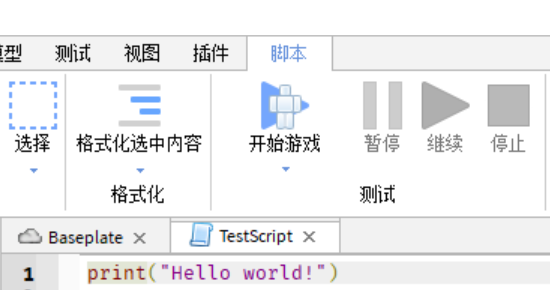 模型 测试 视图 插件 脚本
选择 格式化选中内容 开始游戏 暂停 继续 停止
格式化 测试
Baseplate TestScript
1 print("Hello world!")